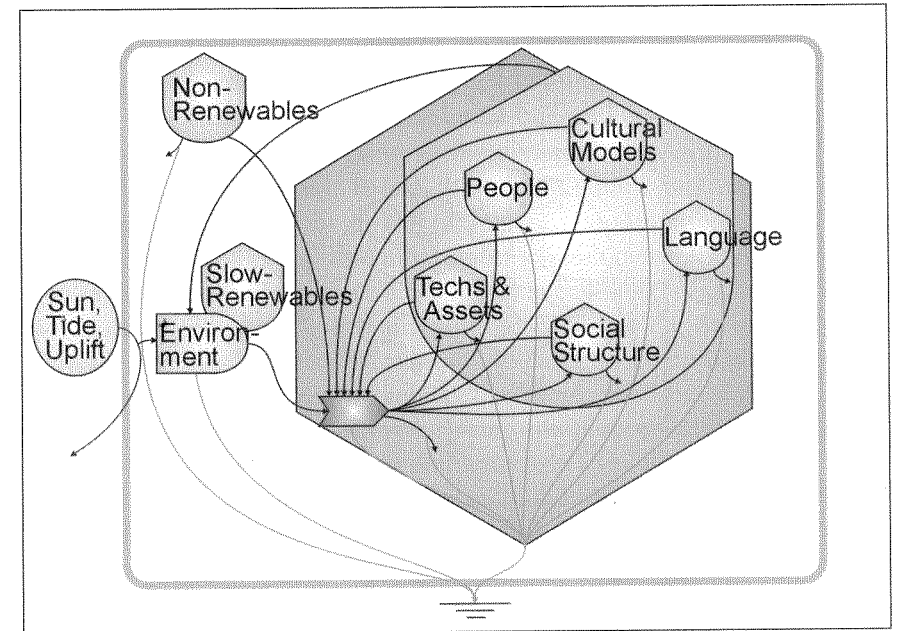 Non-
Renewables
Cultural
Models
People
Language
Slow-
Renewables
Techs &
Assets
Sun,
Tide,
Uplift
Environ-
ment
Social
Structure